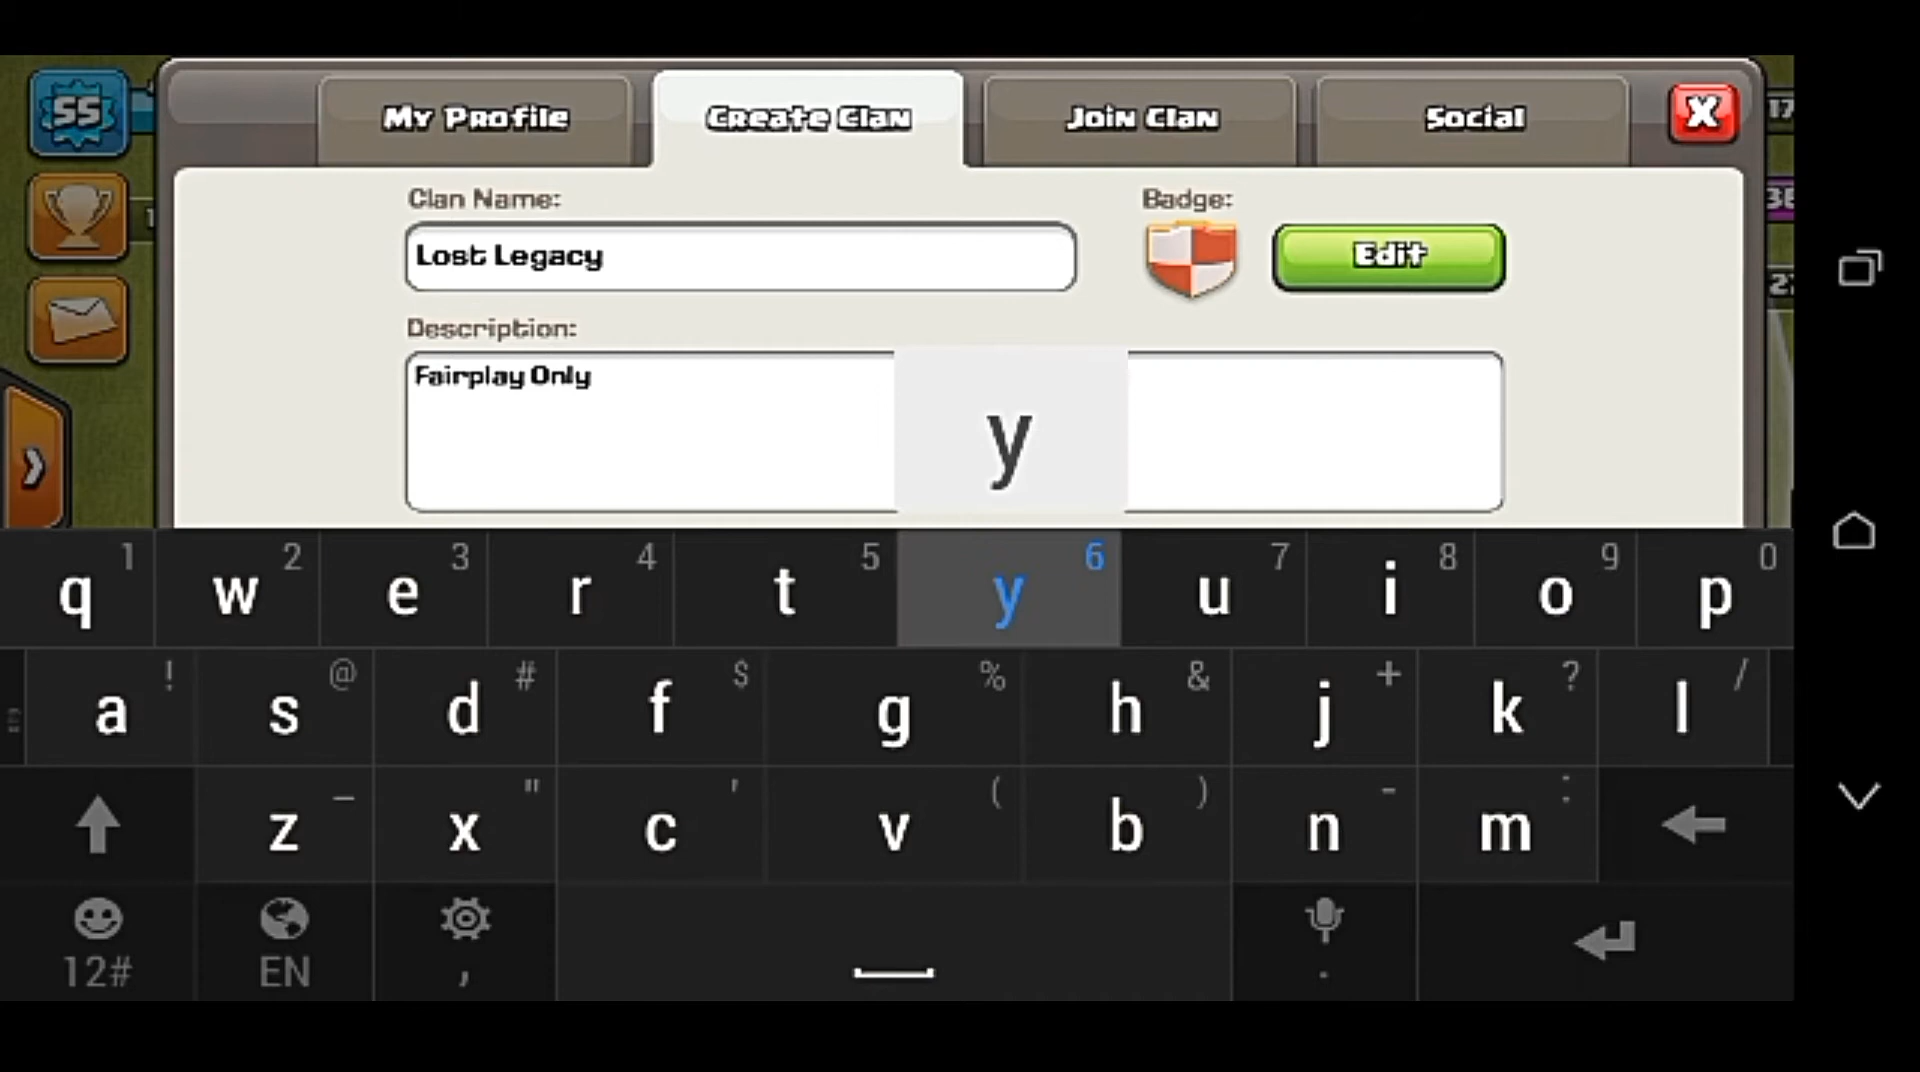 55
My Profile
Create Clan
Join Clan
Social
X
Clan Name:
Badge:
Lost Legacy
Edit
Description:
Fairplay Only
y
q 1 w 2 e 3 r 4 t 5 y 6 u 7 i 8 o 9 p 0
a ! s @ d # f $ g % h & j + k ? l /
z _ x " c ' v ( b ) n - m :
12# EN , .